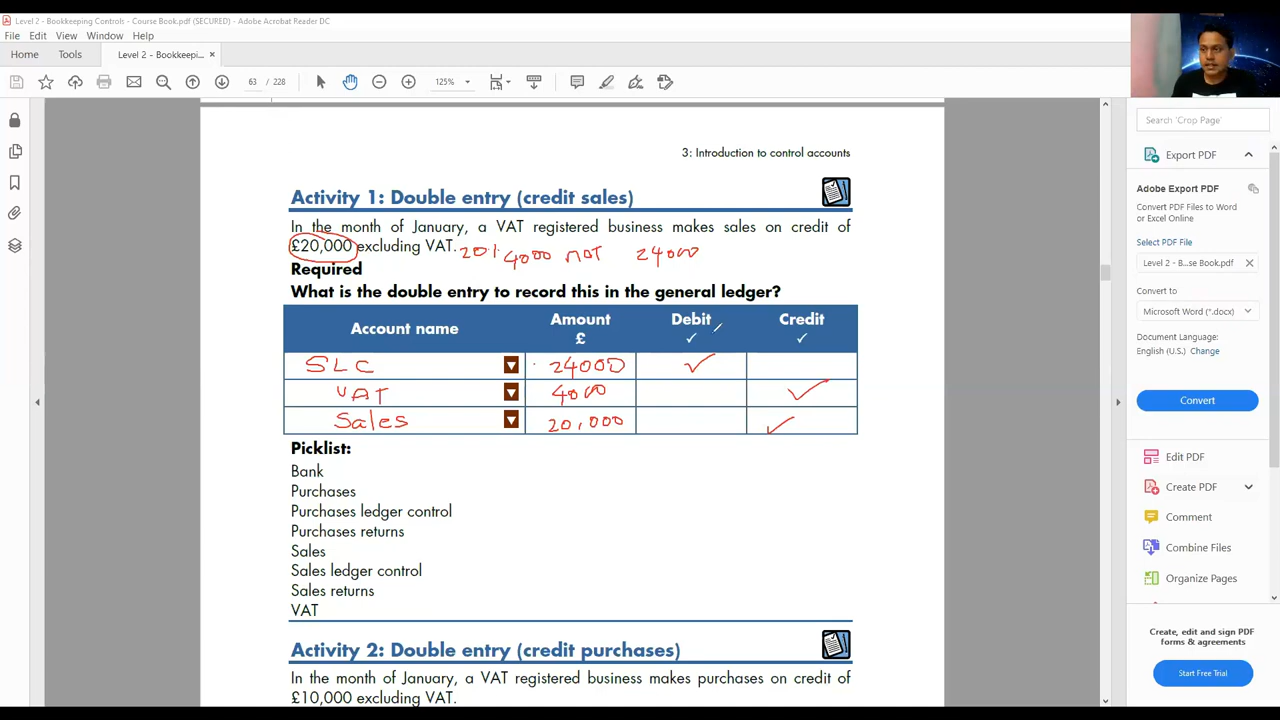 Level 2 - Bookkeeping Controls - Course Book.pdf (SECURED) - Adobe Acrobat Reader DC
File Edit View Window Help
Home Tools Level 2 - Bookkeepi... ×
63 / 228 125%
3: Introduction to control accounts
Search 'Crop Page'
Export PDF
Adobe Export PDF
Convert PDF Files to Word
or Excel Online
Select PDF File
Level 2 - B...se Book.pdf ×
Convert to
Microsoft Word (*.docx)
Document Language:
English (U.S.) Change
Convert
Edit PDF
Create PDF
Comment
Combine Files
Organize Pages
Create, edit and sign PDF
forms & agreements
Start Free Trial
Activity 1: Double entry (credit sales)
In the month of January, a VAT registered business makes sales on credit of
£20,000 excluding VAT. 20% 4000 not 24000
Required
What is the double entry to record this in the general ledger?
Account name Amount £ Debit ✓ Credit ✓
SLC 24000 ✓
VAT 4000 ✓
Sales 20,000 ✓
Picklist:
Bank
Purchases
Purchases ledger control
Purchases returns
Sales
Sales ledger control
Sales returns
VAT
Activity 2: Double entry (credit purchases)
In the month of January, a VAT registered business makes purchases on credit of
£10,000 excluding VAT.